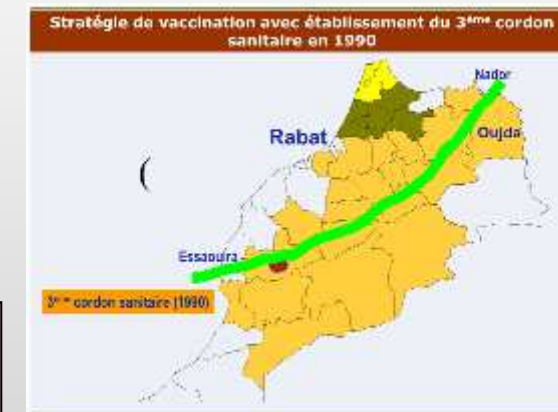 Stratégie de vaccination avec établissement du 3ème cordon
sanitaire en 1990
Nador
Rabat
Oujda
(
Essaouira
3ème cordon sanitaire (1990)